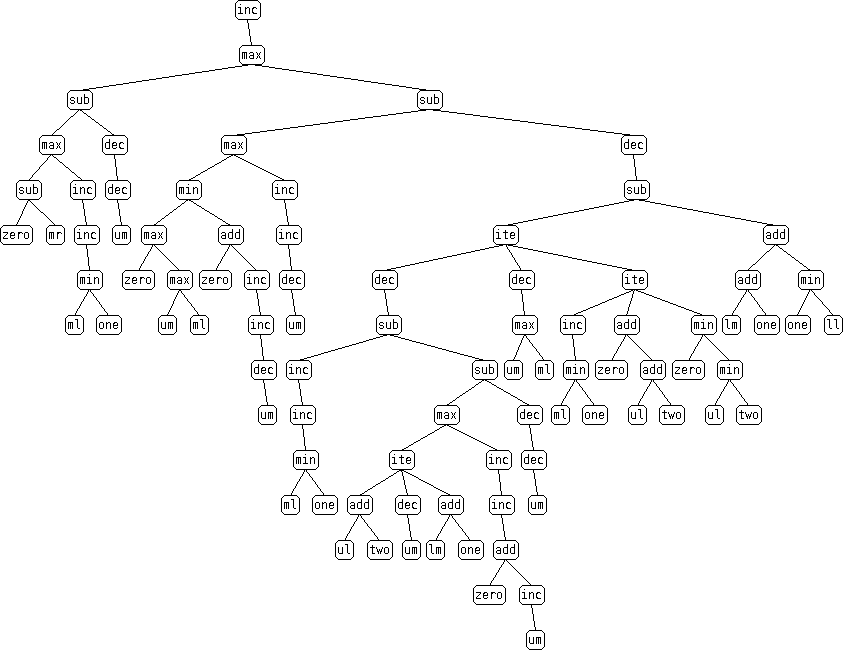 inc
max
sub sub
max dec max dec
sub inc dec min inc sub
zero mr inc um max add inc ite add
min zero max zero inc dec dec dec ite add min
ml one um ml inc um sub max inc add min lm one one ll
dec inc sub um ml min zero add zero min
um inc max dec ml one ul two ul two
min ite inc dec
ml one add dec add inc um
ul two um lm one add
zero inc
um